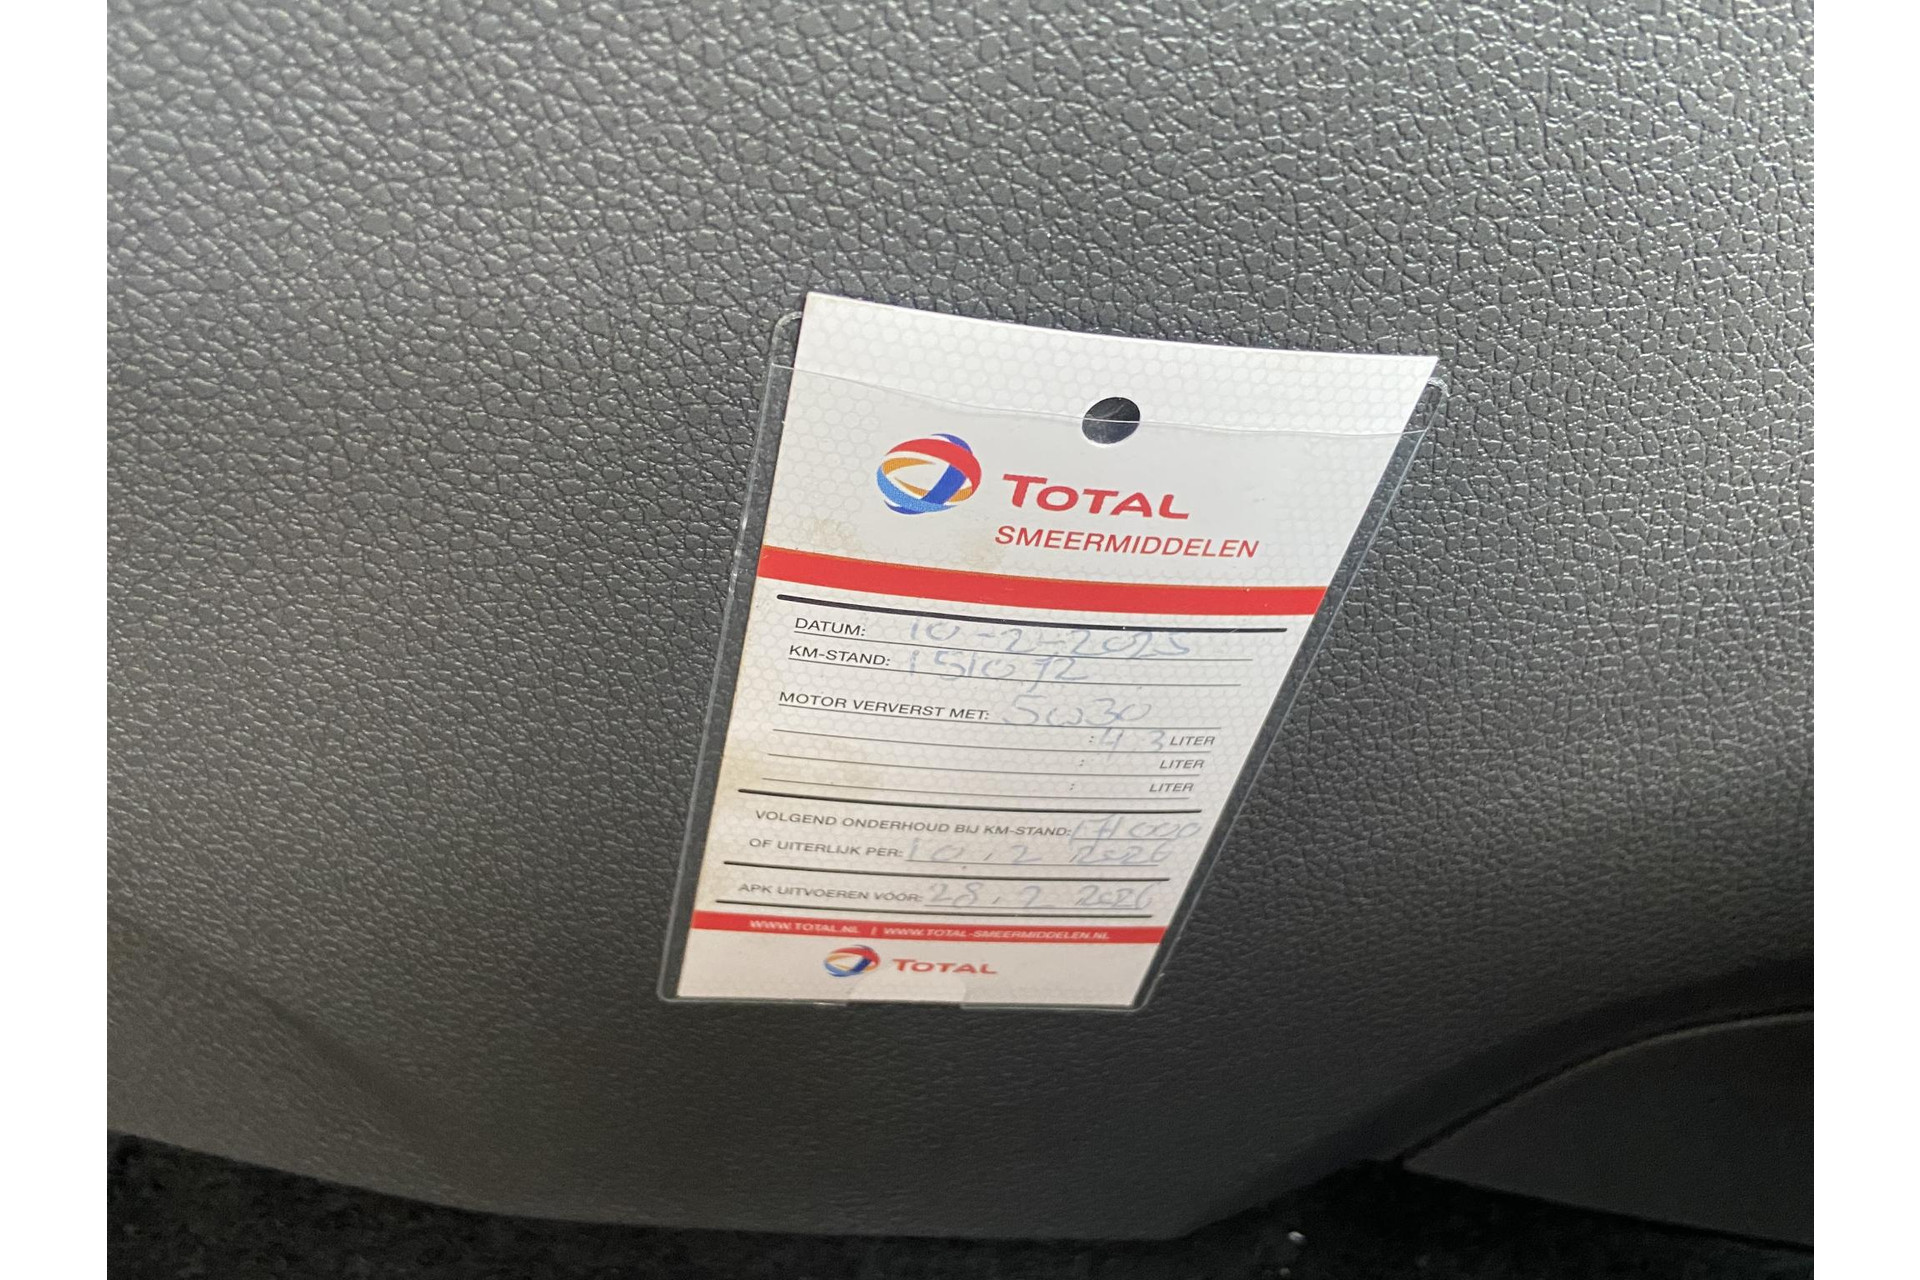 TOTAL
SMEERMIDDELEN
DATUM: 10-2-2025
KM-STAND: 151072
MOTOR VERVERST MET: 5W30
: 4,3 LITER
: LITER
: LITER
VOLGEND ONDERHOUD BIJ KM-STAND: 171000
OF UITERLIJK PER: 10.2 2026
APK UITVOEREN VÓÓR: 28.2 2026
WWW.TOTAL.NL | WWW.TOTAL-SMEERMIDDELEN.NL
TOTAL